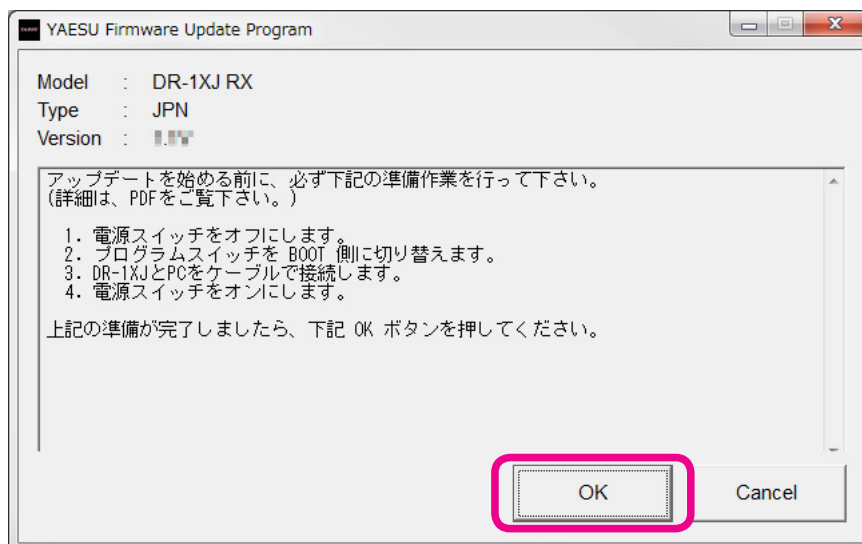 YAESU Firmware Update Program
Model : DR-1XJ RX
Type : JPN
Version :
アップデートを始める前に、必ず下記の準備作業を行って下さい。
(詳細は、PDFをご覧下さい。)
1. 電源スイッチをオフにします。
2. プログラムスイッチを BOOT 側に切り替えます。
3. DR-1XJとPCをケーブルで接続します。
4. 電源スイッチをオンにします。
上記の準備が完了しましたら、下記 OK ボタンを押してください。
OK Cancel